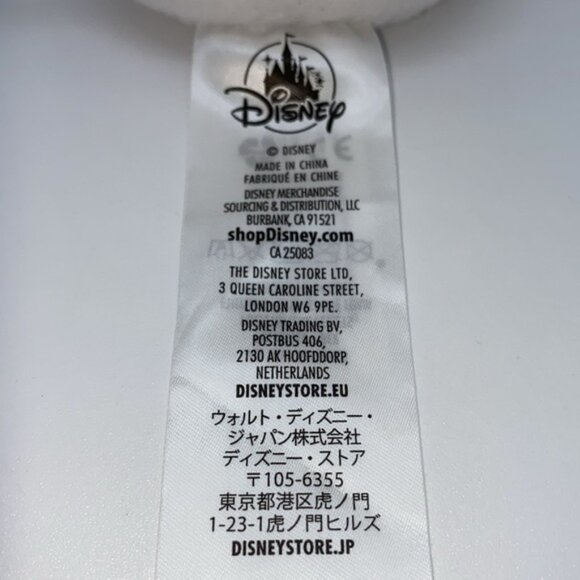 DISNEY
© DISNEY
MADE IN CHINA
FABRIQUÉ EN CHINE
DISNEY MERCHANDISE
SOURCING & DISTRIBUTION, LLC
BURBANK, CA 91521
shopDisney.com
CA 25083
THE DISNEY STORE LTD,
3 QUEEN CAROLINE STREET,
LONDON W6 9PE.
DISNEY TRADING BV,
POSTBUS 406,
2130 AK HOOFDDORP,
NETHERLANDS
DISNEYSTORE.EU
ウォルト・ディズニー・
ジャパン株式会社
ディズニー・ストア
〒105-6355
東京都港区虎ノ門
1-23-1虎ノ門ヒルズ
DISNEYSTORE.JP